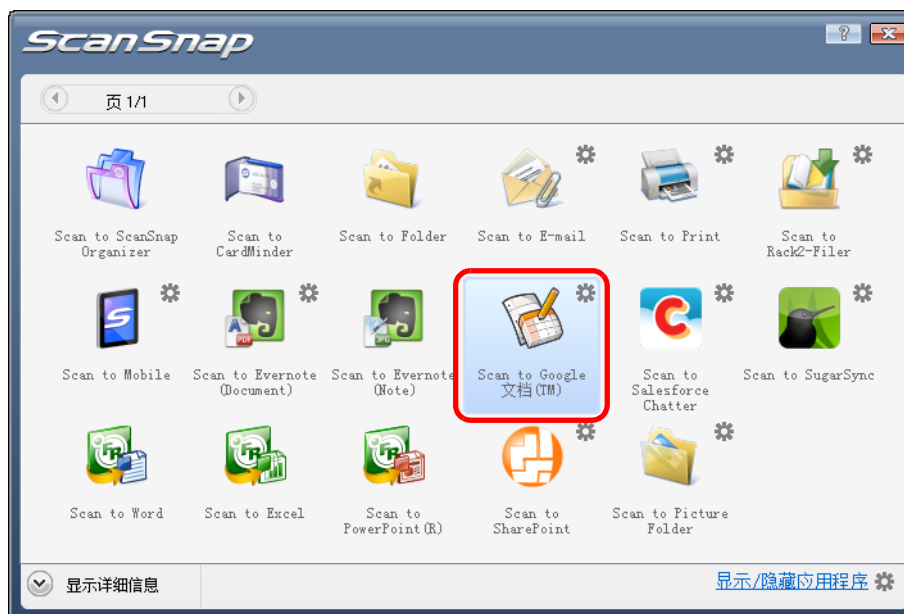 ScanSnap
?
页 1/1
Scan to ScanSnap
Organizer
Scan to
CardMinder
Scan to Folder
Scan to E-mail
Scan to Print
Scan to
Rack2-Filer
Scan to Mobile
Scan to Evernote
(Document)
Scan to Evernote
(Note)
Scan to Google
文档(TM)
Scan to
Salesforce
Chatter
Scan to SugarSync
Scan to Word
Scan to Excel
Scan to
PowerPoint(R)
Scan to
SharePoint
Scan to Picture
Folder
显示详细信息
显示/隐藏应用程序